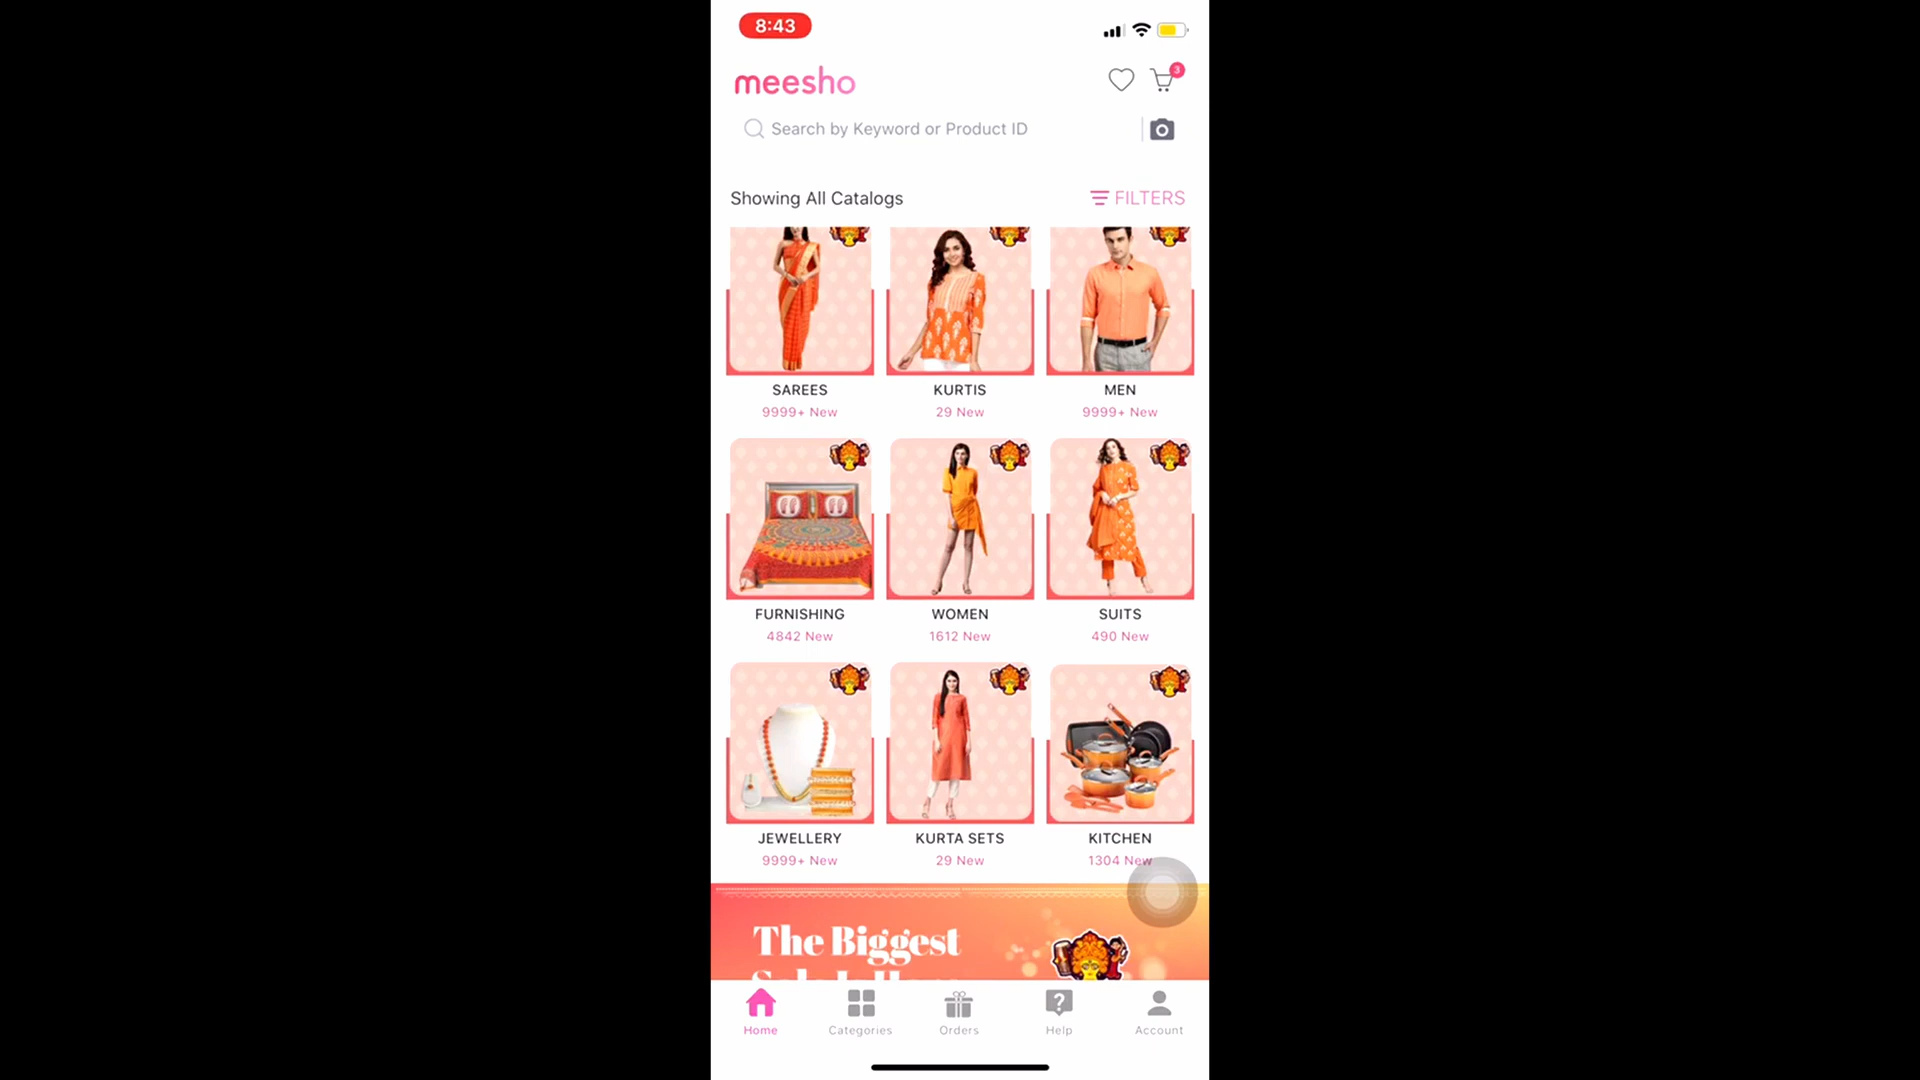 8:43
meesho
3
Search by Keyword or Product ID
Showing All Catalogs
FILTERS
SAREES
KURTIS
MEN
9999+ New
29 New
9999+ New
FURNISHING
WOMEN
SUITS
4842 New
1612 New
490 New
JEWELLERY
KURTA SETS
KITCHEN
9999+ New
29 New
1304 New
The Biggest
?
Home
Categories
Orders
Help
Account